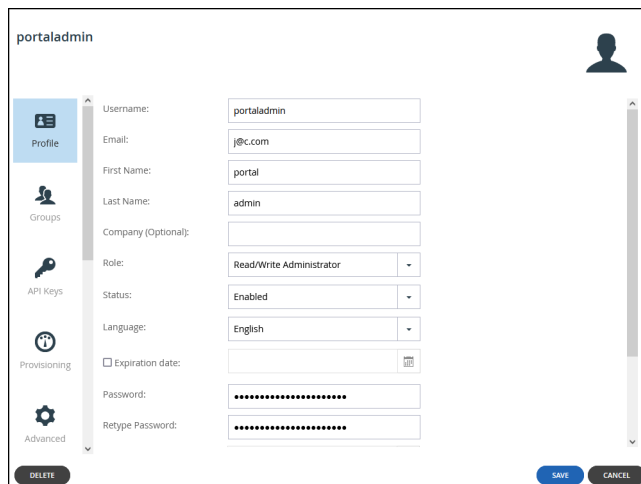 portaladmin
Profile
Groups
API Keys
Provisioning
Advanced
Username: portaladmin
Email: j@c.com
First Name: portal
Last Name: admin
Company (Optional):
Role: Read/Write Administrator
Status: Enabled
Language: English
Expiration date:
Password: ••••••••••••••••••••••
Retype Password: ••••••••••••••••••••••
DELETE
SAVE
CANCEL